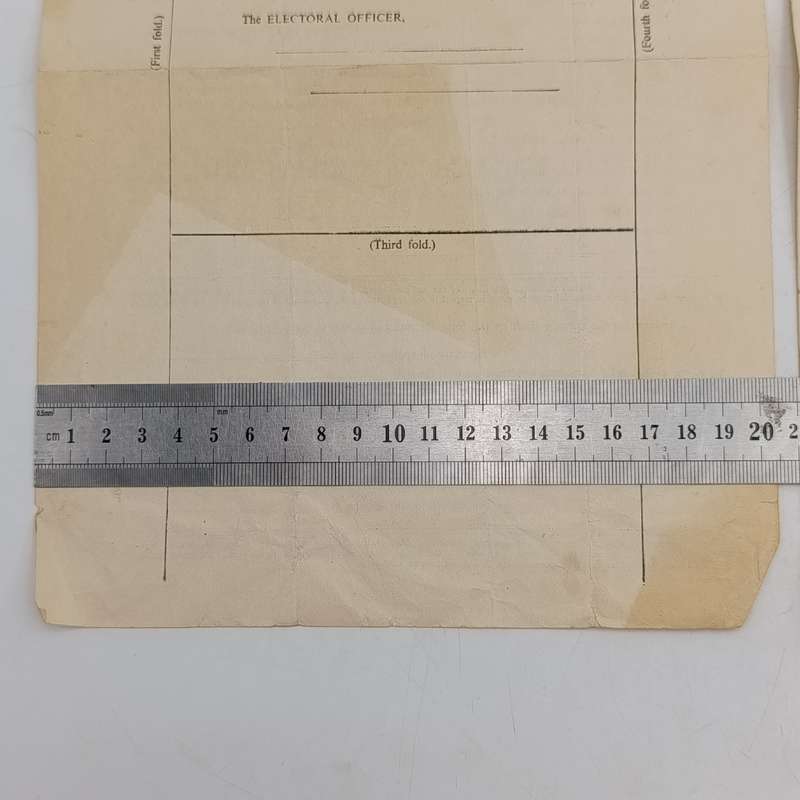 The ELECTORAL OFFICER,
(First fold.)
(Fourth fo
(Third fold.)
0.5mm mm
cm 1 2 3 4 5 6 7 8 9 10 11 12 13 14 15 16 17 18 19 20 2